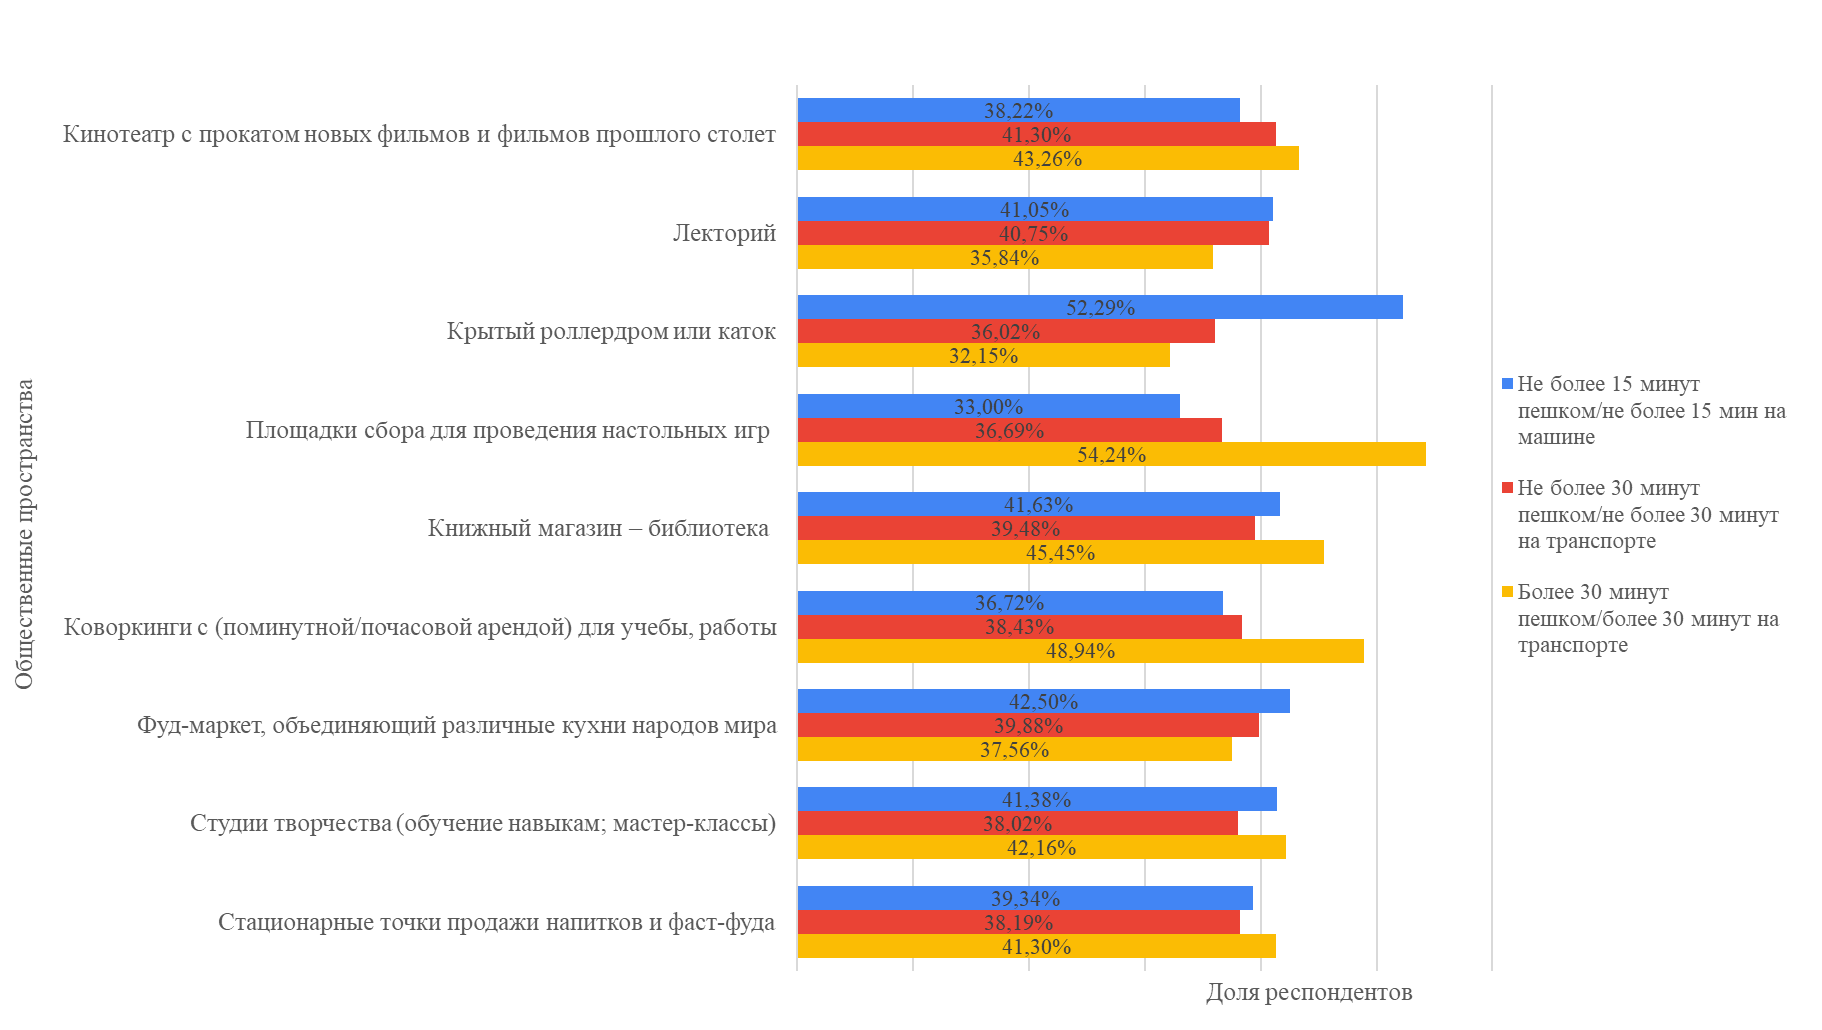 Общественные пространства
Кинотеатр с прокатом новых фильмов и фильмов прошлого столет
38,22%
41,30%
43,26%
Лекторий
41,05%
40,75%
35,84%
Крытый роллердром или каток
52,29%
36,02%
32,15%
Площадки сбора для проведения настольных игр
33,00%
36,69%
54,24%
Книжный магазин – библиотека
41,63%
39,48%
45,45%
Коворкинги с (поминутной/почасовой арендой) для учебы, работы
36,72%
38,43%
48,94%
Фуд-маркет, объединяющий различные кухни народов мира
42,50%
39,88%
37,56%
Студии творчества (обучение навыкам; мастер-классы)
41,38%
38,02%
42,16%
Стационарные точки продажи напитков и фаст-фуда
39,34%
38,19%
41,30%
Доля респондентов
Не более 15 минут
пешком/не более 15 мин на
машине
Не более 30 минут
пешком/не более 30 минут
на транспорте
Более 30 минут
пешком/более 30 минут на
транспорте